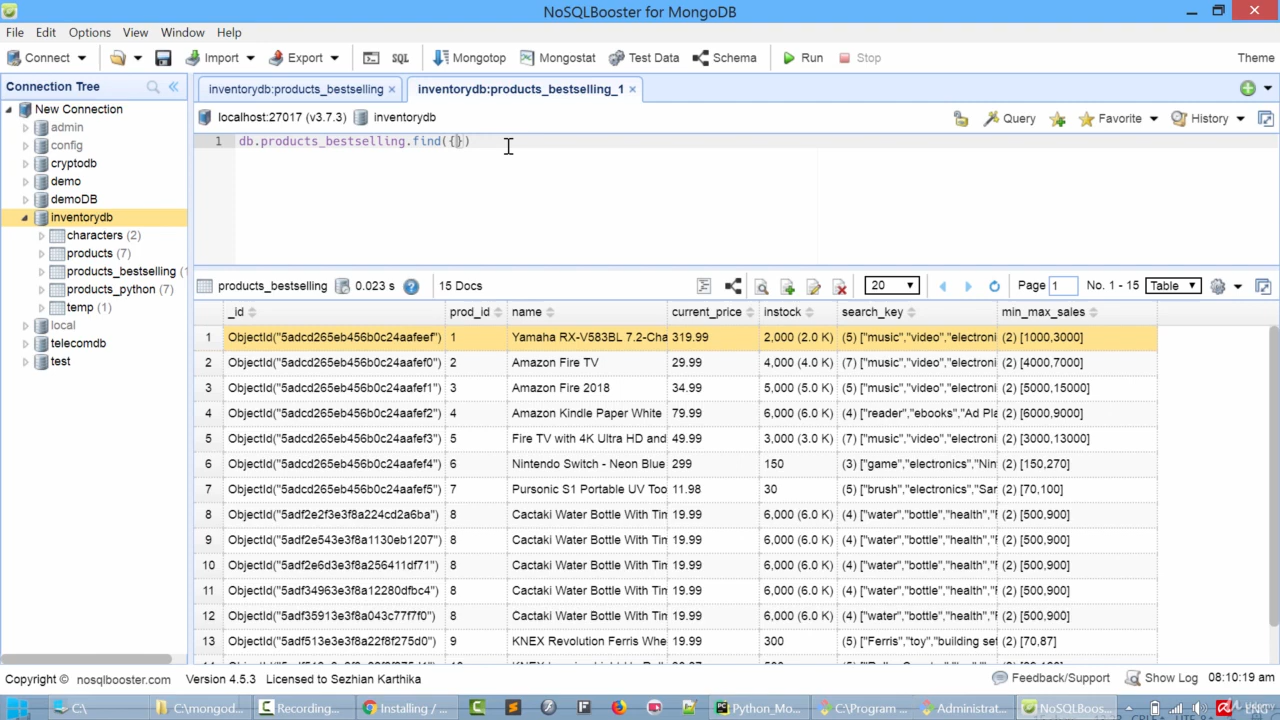 NoSQLBooster for MongoDB
File Edit Options View Window Help
Connect Import Export SQL Mongotop Mongostat Test Data Schema Run Stop Theme
Connection Tree
inventorydb:products_bestselling × inventorydb:products_bestselling_1 ×
New Connection
admin
config
cryptodb
demo
demoDB
inventorydb
characters (2)
products (7)
products_bestselling (1
products_python (7)
temp (1)
local
telecomdb
test
localhost:27017 (v3.7.3) inventorydb Query Favorite History
1 db.products_bestselling.find({})
products_bestselling 0.023 s 15 Docs 20 Page 1 No. 1 - 15 Table
_id prod_id name current_price instock search_key min_max_sales
1 ObjectId("5adcd265eb456b0c24aafeef") 1 Yamaha RX-V583BL 7.2-Cha 319.99 2,000 (2.0 K) (5) ["music","video","electroni (2) [1000,3000]
2 ObjectId("5adcd265eb456b0c24aafef0") 2 Amazon Fire TV 29.99 4,000 (4.0 K) (7) ["music","video","electroni (2) [4000,7000]
3 ObjectId("5adcd265eb456b0c24aafef1") 3 Amazon Fire 2018 34.99 5,000 (5.0 K) (5) ["music","video","electroni (2) [5000,15000]
4 ObjectId("5adcd265eb456b0c24aafef2") 4 Amazon Kindle Paper White 79.99 6,000 (6.0 K) (4) ["reader","ebooks","Ad Pla (2) [6000,9000]
5 ObjectId("5adcd265eb456b0c24aafef3") 5 Fire TV with 4K Ultra HD and 49.99 3,000 (3.0 K) (7) ["music","video","electroni (2) [3000,13000]
6 ObjectId("5adcd265eb456b0c24aafef4") 6 Nintendo Switch - Neon Blue 299 150 (3) ["game","electronics","Nin (2) [150,270]
7 ObjectId("5adcd265eb456b0c24aafef5") 7 Pursonic S1 Portable UV Too 11.98 30 (5) ["brush","electronics","Sar (2) [70,100]
8 ObjectId("5adf2e2f3e3f8a224cd2a6ba") 8 Cactaki Water Bottle With Tim 19.99 6,000 (6.0 K) (4) ["water","bottle","health","F (2) [500,900]
9 ObjectId("5adf2e543e3f8a1130eb1207") 8 Cactaki Water Bottle With Tim 19.99 6,000 (6.0 K) (4) ["water","bottle","health","F (2) [500,900]
10 ObjectId("5adf2e6d3e3f8a256411df71") 8 Cactaki Water Bottle With Tim 19.99 6,000 (6.0 K) (4) ["water","bottle","health","F (2) [500,900]
11 ObjectId("5adf34963e3f8a12280dfbc4") 8 Cactaki Water Bottle With Tim 19.99 6,000 (6.0 K) (4) ["water","bottle","health","F (2) [500,900]
12 ObjectId("5adf35913e3f8a043c77f7f0") 8 Cactaki Water Bottle With Tim 19.99 6,000 (6.0 K) (4) ["water","bottle","health","F (2) [500,900]
13 ObjectId("5adf513e3e3f8a22f8f275d0") 9 KNEX Revolution Ferris Whe 19.99 300 (5) ["Ferris","toy","building set (2) [70,87]
Copyright © nosqlbooster.com Version 4.5.3 Licensed to Sezhian Karthika Feedback/Support Show Log 08:10:19 am
C:\ C:\mongod... Recording... Installing / ... Python_Mo... C:\Program ... Administrat... NoSQLBoos... ENG